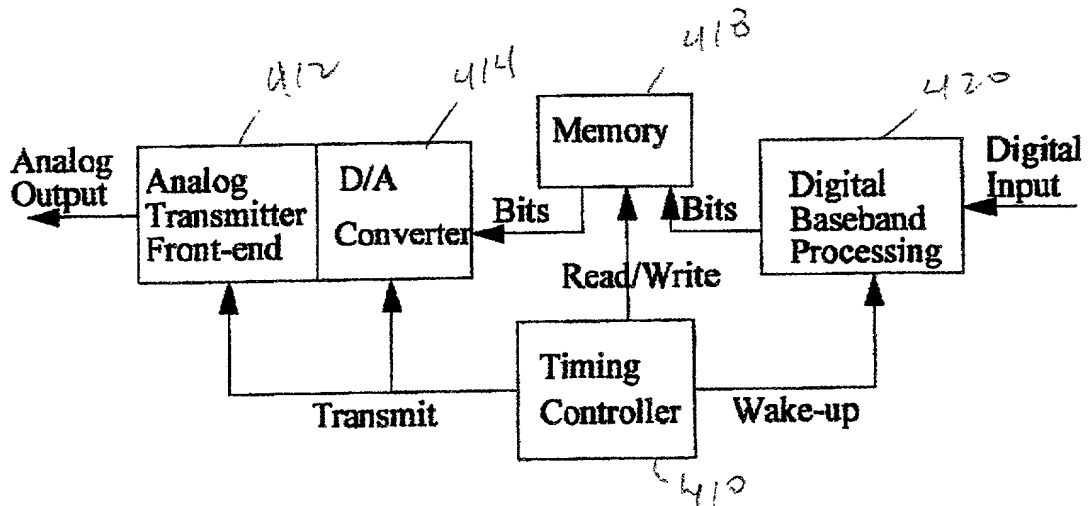 412
414
418
420
Analog
Output
Analog
Transmitter
Front-end
D/A
Converter
Bits
Memory
Bits
Digital
Baseband
Processing
Digital
Input
Read/Write
Transmit
Timing
Controller
Wake-up
410